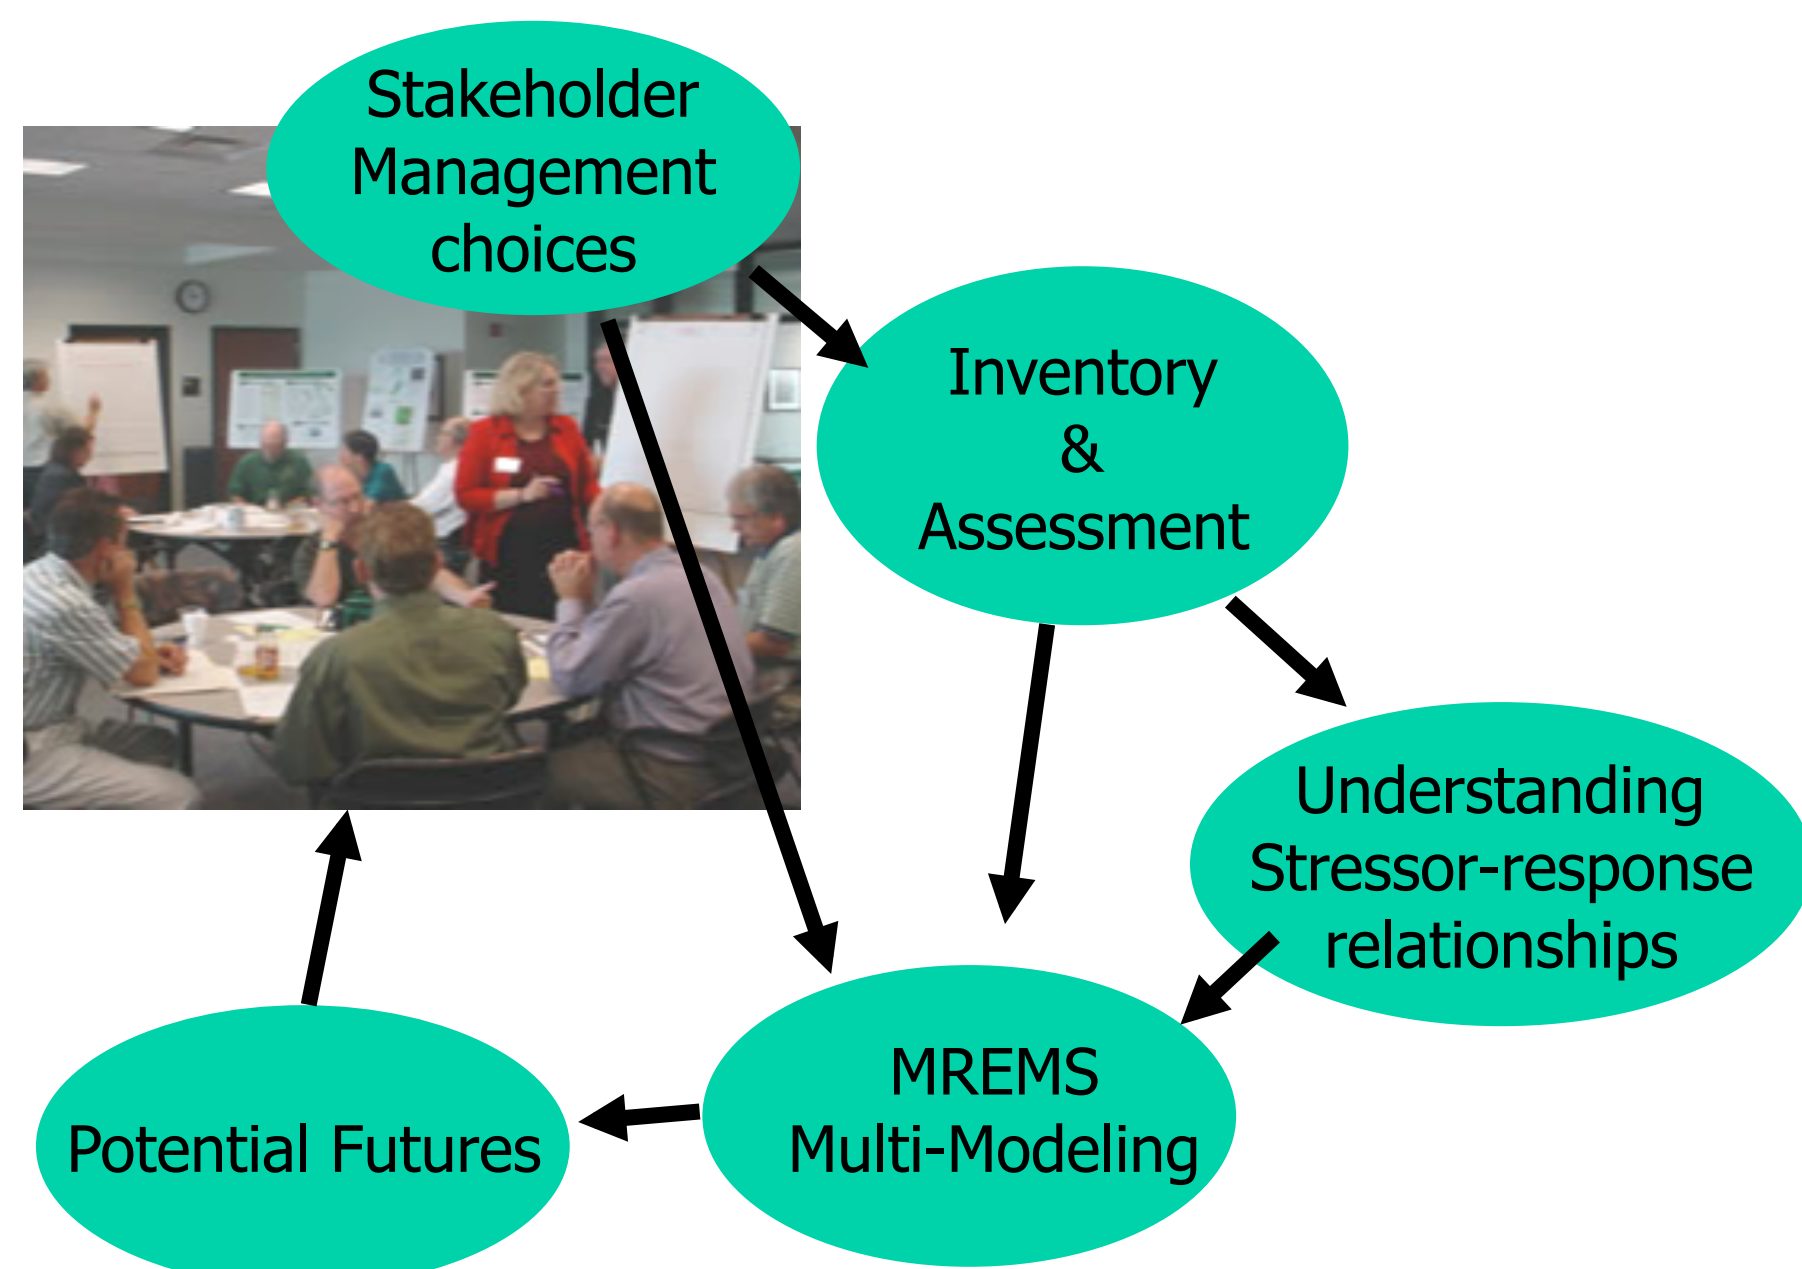 Stakeholder
Management
choices
Inventory
&
Assessment
Understanding
Stressor-response
relationships
MREMS
Multi-Modeling
Potential Futures